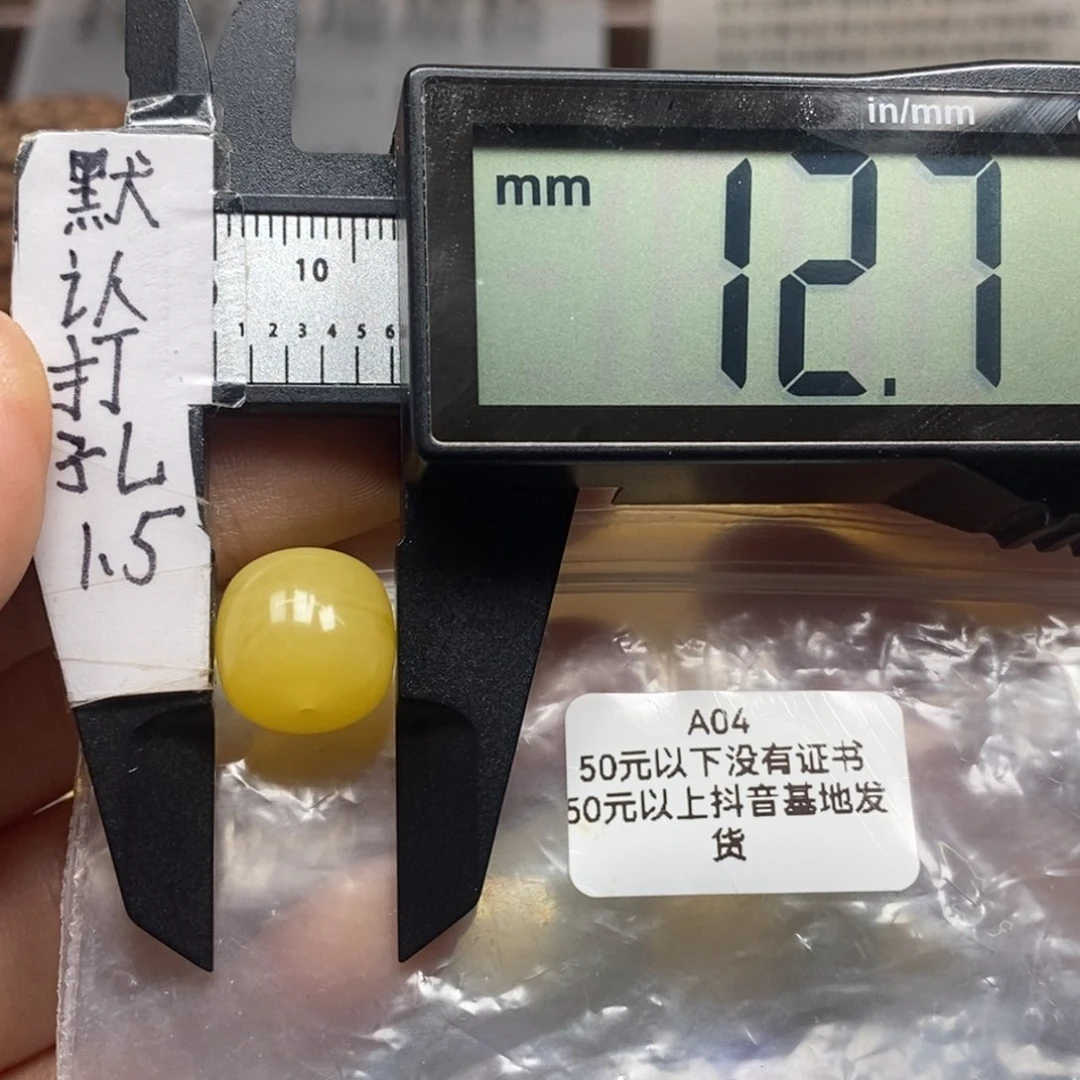 in/mm
mm
12.7
10
1 2 3 4 5 6
默
认
打
孔
1.5
A04
50元以下没有证书
50元以上抖音基地发
货